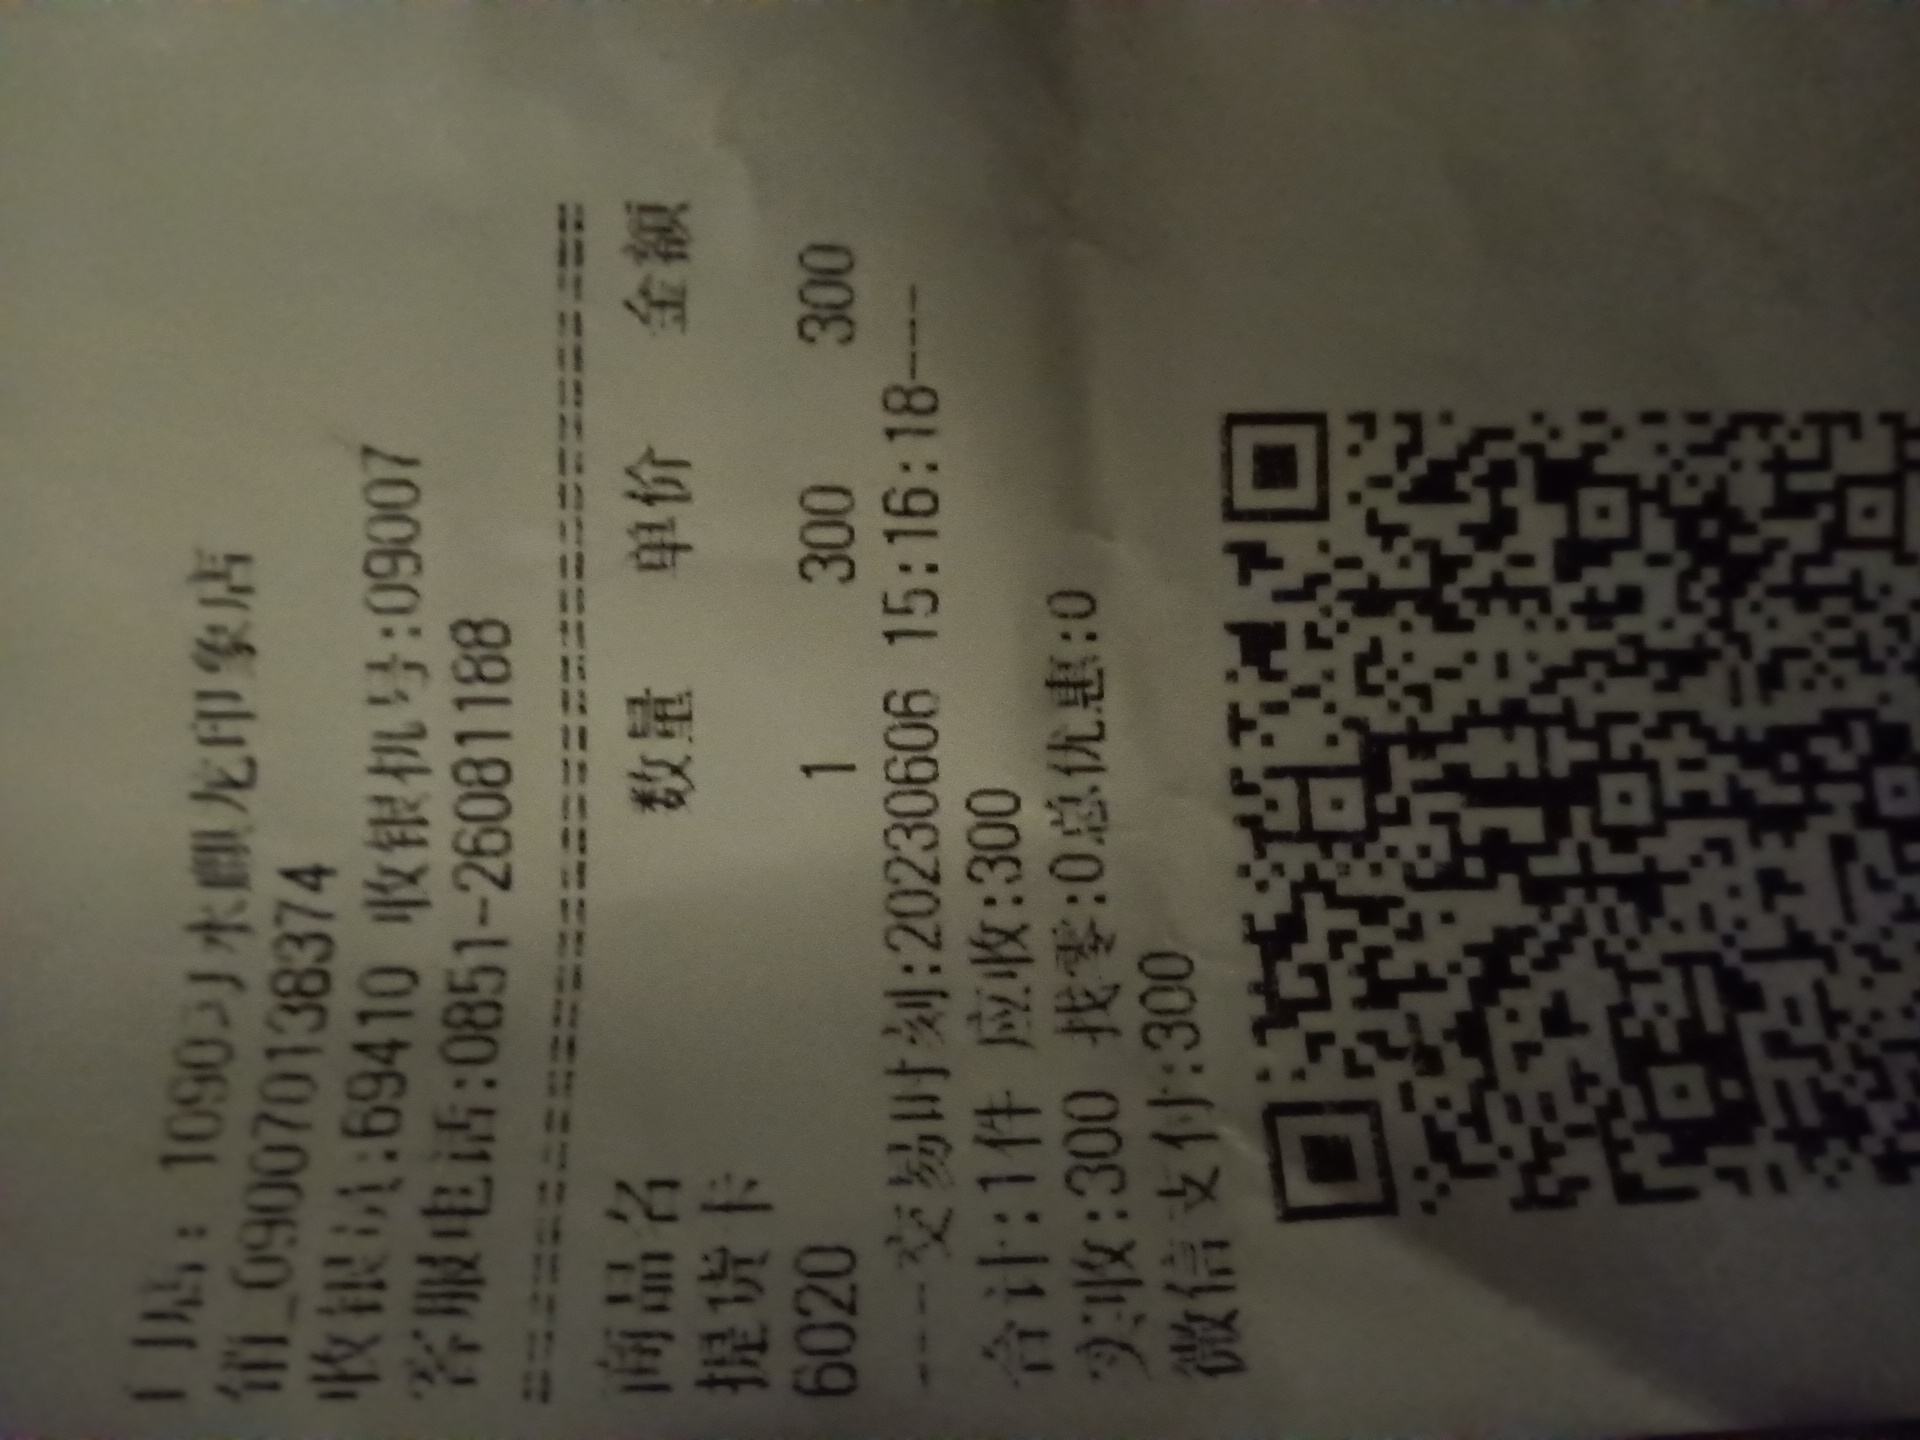 门店: 1090习水麒龙印象店
销_090070138374
收银员:69410 收银机号:09007
客服电话:0851-26081188
商品名 数量 单价 金额
提货卡
6020 1 300 300
----交易时刻:20230606 15:16:18----
合计:1件 应收:300
实收:300 找零:0总优惠:0
微信支付:300